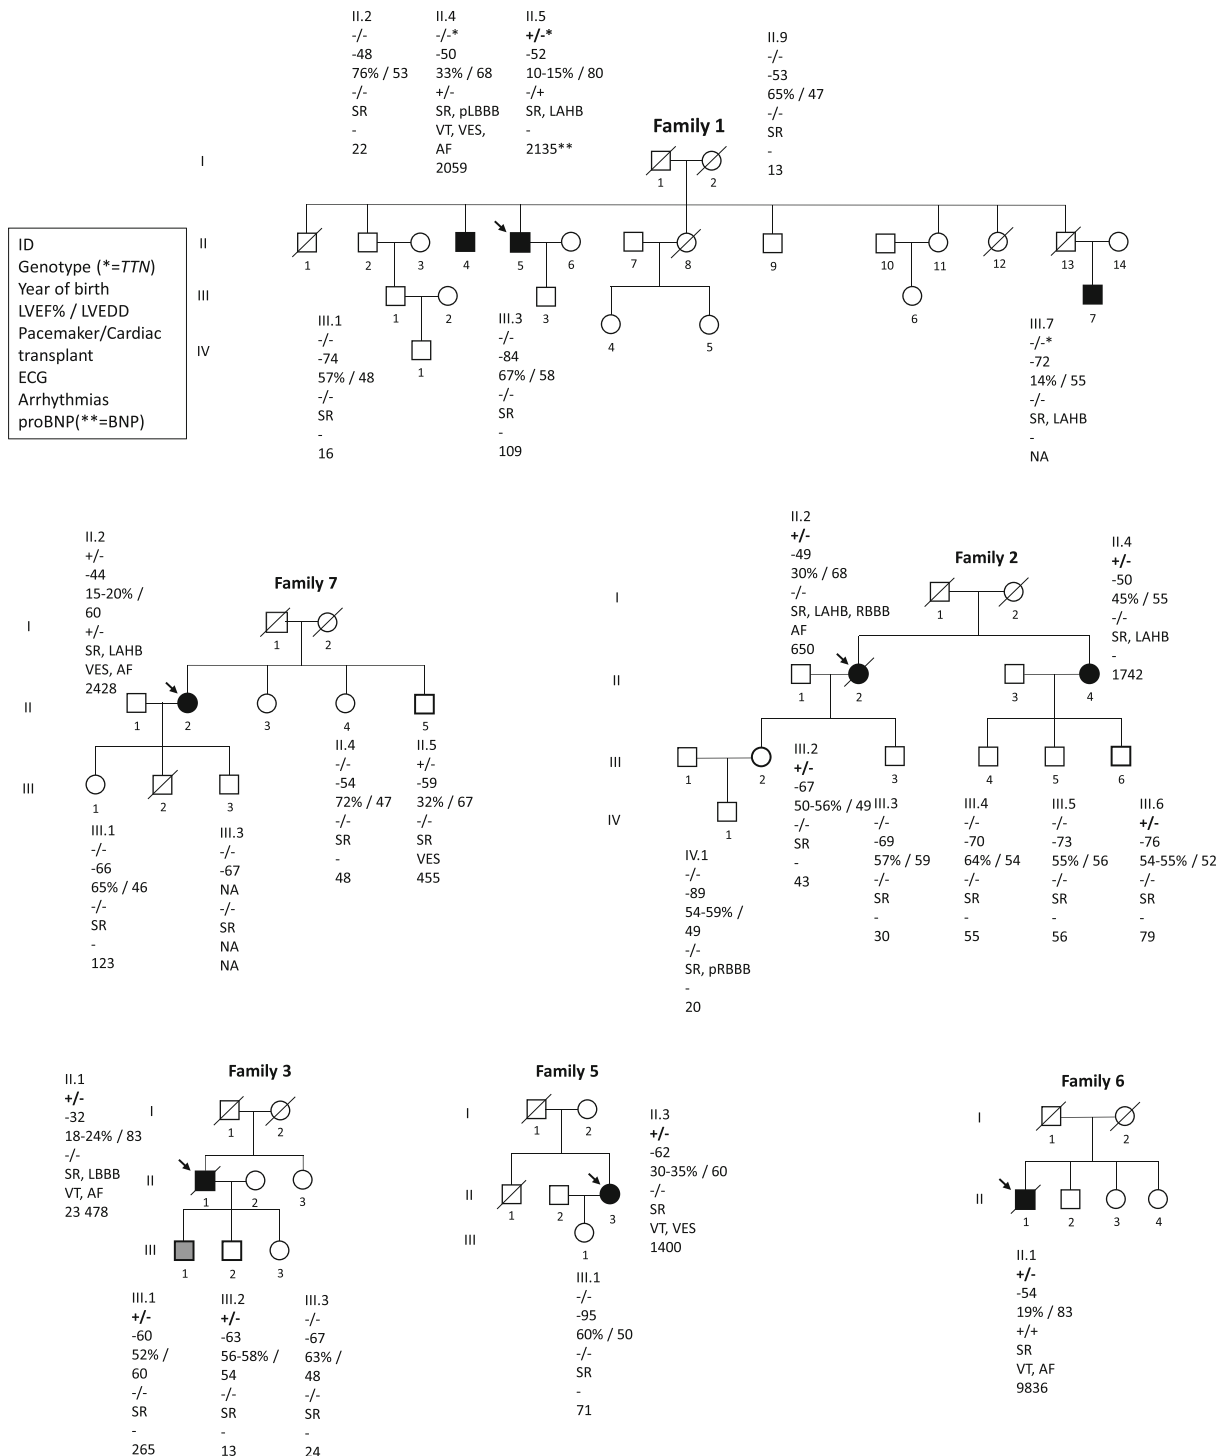 II.2
-/-
-48
76% / 53
-/-
SR
-
22
II.4
-/-*
-50
33% / 68
+/-
SR, pLBBB
VT, VES,
AF
2059
II.5
+/-*
-52
10-15% / 80
-/+
SR, LAHB
-
2135**
II.9
-/-
-53
65% / 47
-/-
SR
-
13
Family 1
I
1 2
II
1 2 3 4 5 6 7 8 9 10 11 12 13 14
III
1 2 3 4 5 6 7
IV
1
ID
Genotype (*=TTN)
Year of birth
LVEF% / LVEDD
Pacemaker/Cardiac
transplant
ECG
Arrhythmias
proBNP(**=BNP)
III.1
-/-
-74
57% / 48
-/-
SR
-
16
III.3
-/-
-84
67% / 58
-/-
SR
-
109
III.7
-/-*
-72
14% / 55
-/-
SR, LAHB
-
NA
II.2
+/-
-44
15-20% /
60
+/-
SR, LAHB
VES, AF
2428
Family 7
I
1 2
II
1 2 3 4 5
III
1 2 3
II.4
-/-
-54
72% / 47
-/-
SR
-
48
II.5
+/-
-59
32% / 67
-/-
SR
VES
455
III.1
-/-
-66
65% / 46
-/-
SR
-
123
III.3
-/-
-67
NA
-/-
SR
NA
NA
II.2
+/-
-49
30% / 68
-/-
SR, LAHB, RBBB
AF
650
Family 2
II.4
+/-
-50
45% / 55
-/-
SR, LAHB
-
1742
I
1 2
II
1 2 3 4
III
1 2 3 4 5 6
IV
1
III.2
+/-
-67
50-56% / 49
-/-
SR
-
43
III.3
-/-
-69
57% / 59
-/-
SR
-
30
III.4
-/-
-70
64% / 54
-/-
SR
-
55
III.5
-/-
-73
55% / 56
-/-
SR
-
56
III.6
+/-
-76
54-55% / 52
-/-
SR
-
79
IV.1
-/-
-89
54-59% /
49
-/-
SR, pRBBB
-
20
II.1
+/-
-32
18-24% / 83
-/-
SR, LBBB
VT, AF
23 478
Family 3
I
1 2
II
1 2 3
III
1 2 3
III.1
+/-
-60
52% /
60
-/-
SR
-
265
III.2
+/-
-63
56-58% /
54
-/-
SR
-
13
III.3
-/-
-67
63% /
48
-/-
SR
-
24
Family 5
I
1 2
II
1 2 3
III
1
II.3
+/-
-62
30-35% / 60
-/-
SR
VT, VES
1400
III.1
-/-
-95
60% / 50
-/-
SR
-
71
Family 6
I
1 2
II
1 2 3 4
II.1
+/-
-54
19% / 83
+/+
SR
VT, AF
9836